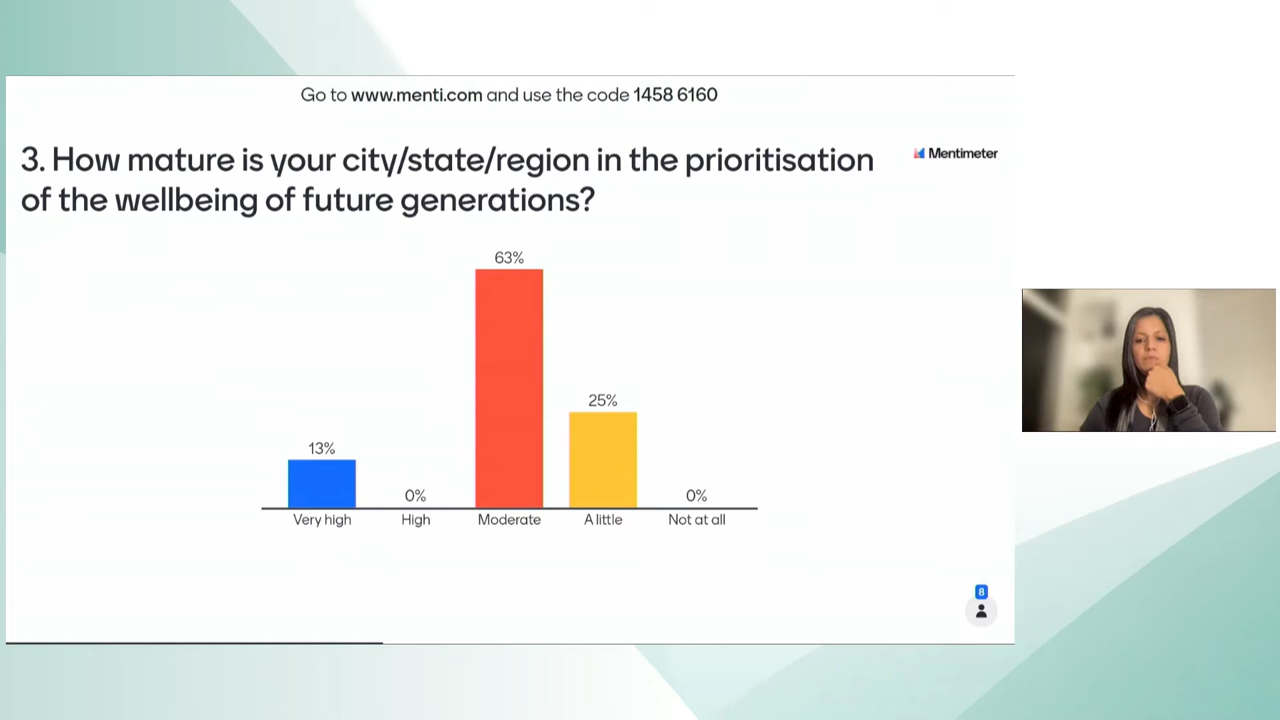 Go to www.menti.com and use the code 1458 6160
3. How mature is your city/state/region in the prioritisation
of the wellbeing of future generations?
Mentimeter
63%
25%
13%
0%
0%
Very high
High
Moderate
A little
Not at all
8